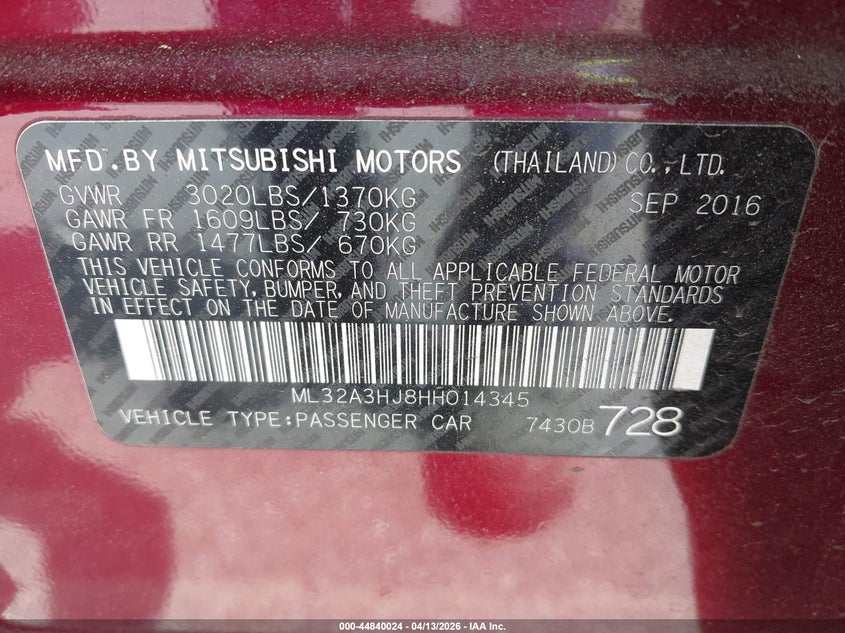 MFD.BY MITSUBISHI MOTORS (THAILAND)CO.,LTD.
GVWR 3020LBS/1370KG SEP 2016
GAWR FR 1609LBS/ 730KG
GAWR RR 1477LBS/ 670KG
THIS VEHICLE CONFORMS TO ALL APPLICABLE FEDERAL MOTOR
VEHICLE SAFETY, BUMPER, AND THEFT PREVENTION STANDARDS
IN EFFECT ON THE DATE OF MANUFACTURE SHOWN ABOVE.
ML32A3HJ8HH014345
VEHICLE TYPE:PASSENGER CAR 7430B 728
000-44840024 | 04/13/2026 - IAA Inc.